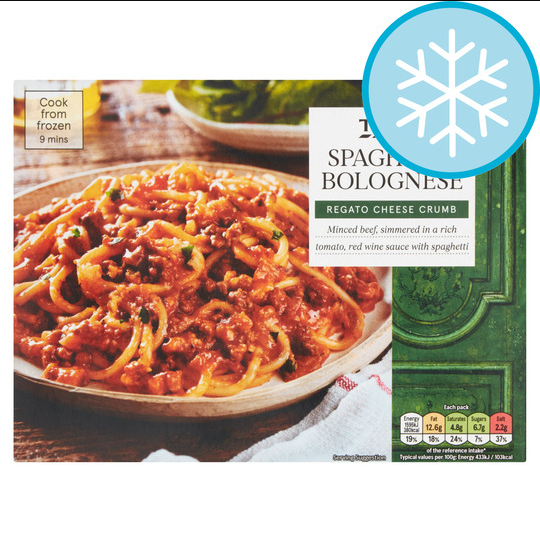 Cook
from
frozen
9 mins
BOLOGNESE
REGATO CHEESE CRUMB
Minced beef, simmered in a rich
tomato, red wine sauce with spaghetti
Each pack
Energy Fat Saturates Sugars Salt
1595kJ 12.6g 4.8g 6.7g 2.2g
380kcal
19% 18% 24% 7% 37%
of the reference intake*
Typical values per 100g: Energy 433kJ / 103kcal
Serving Suggestion